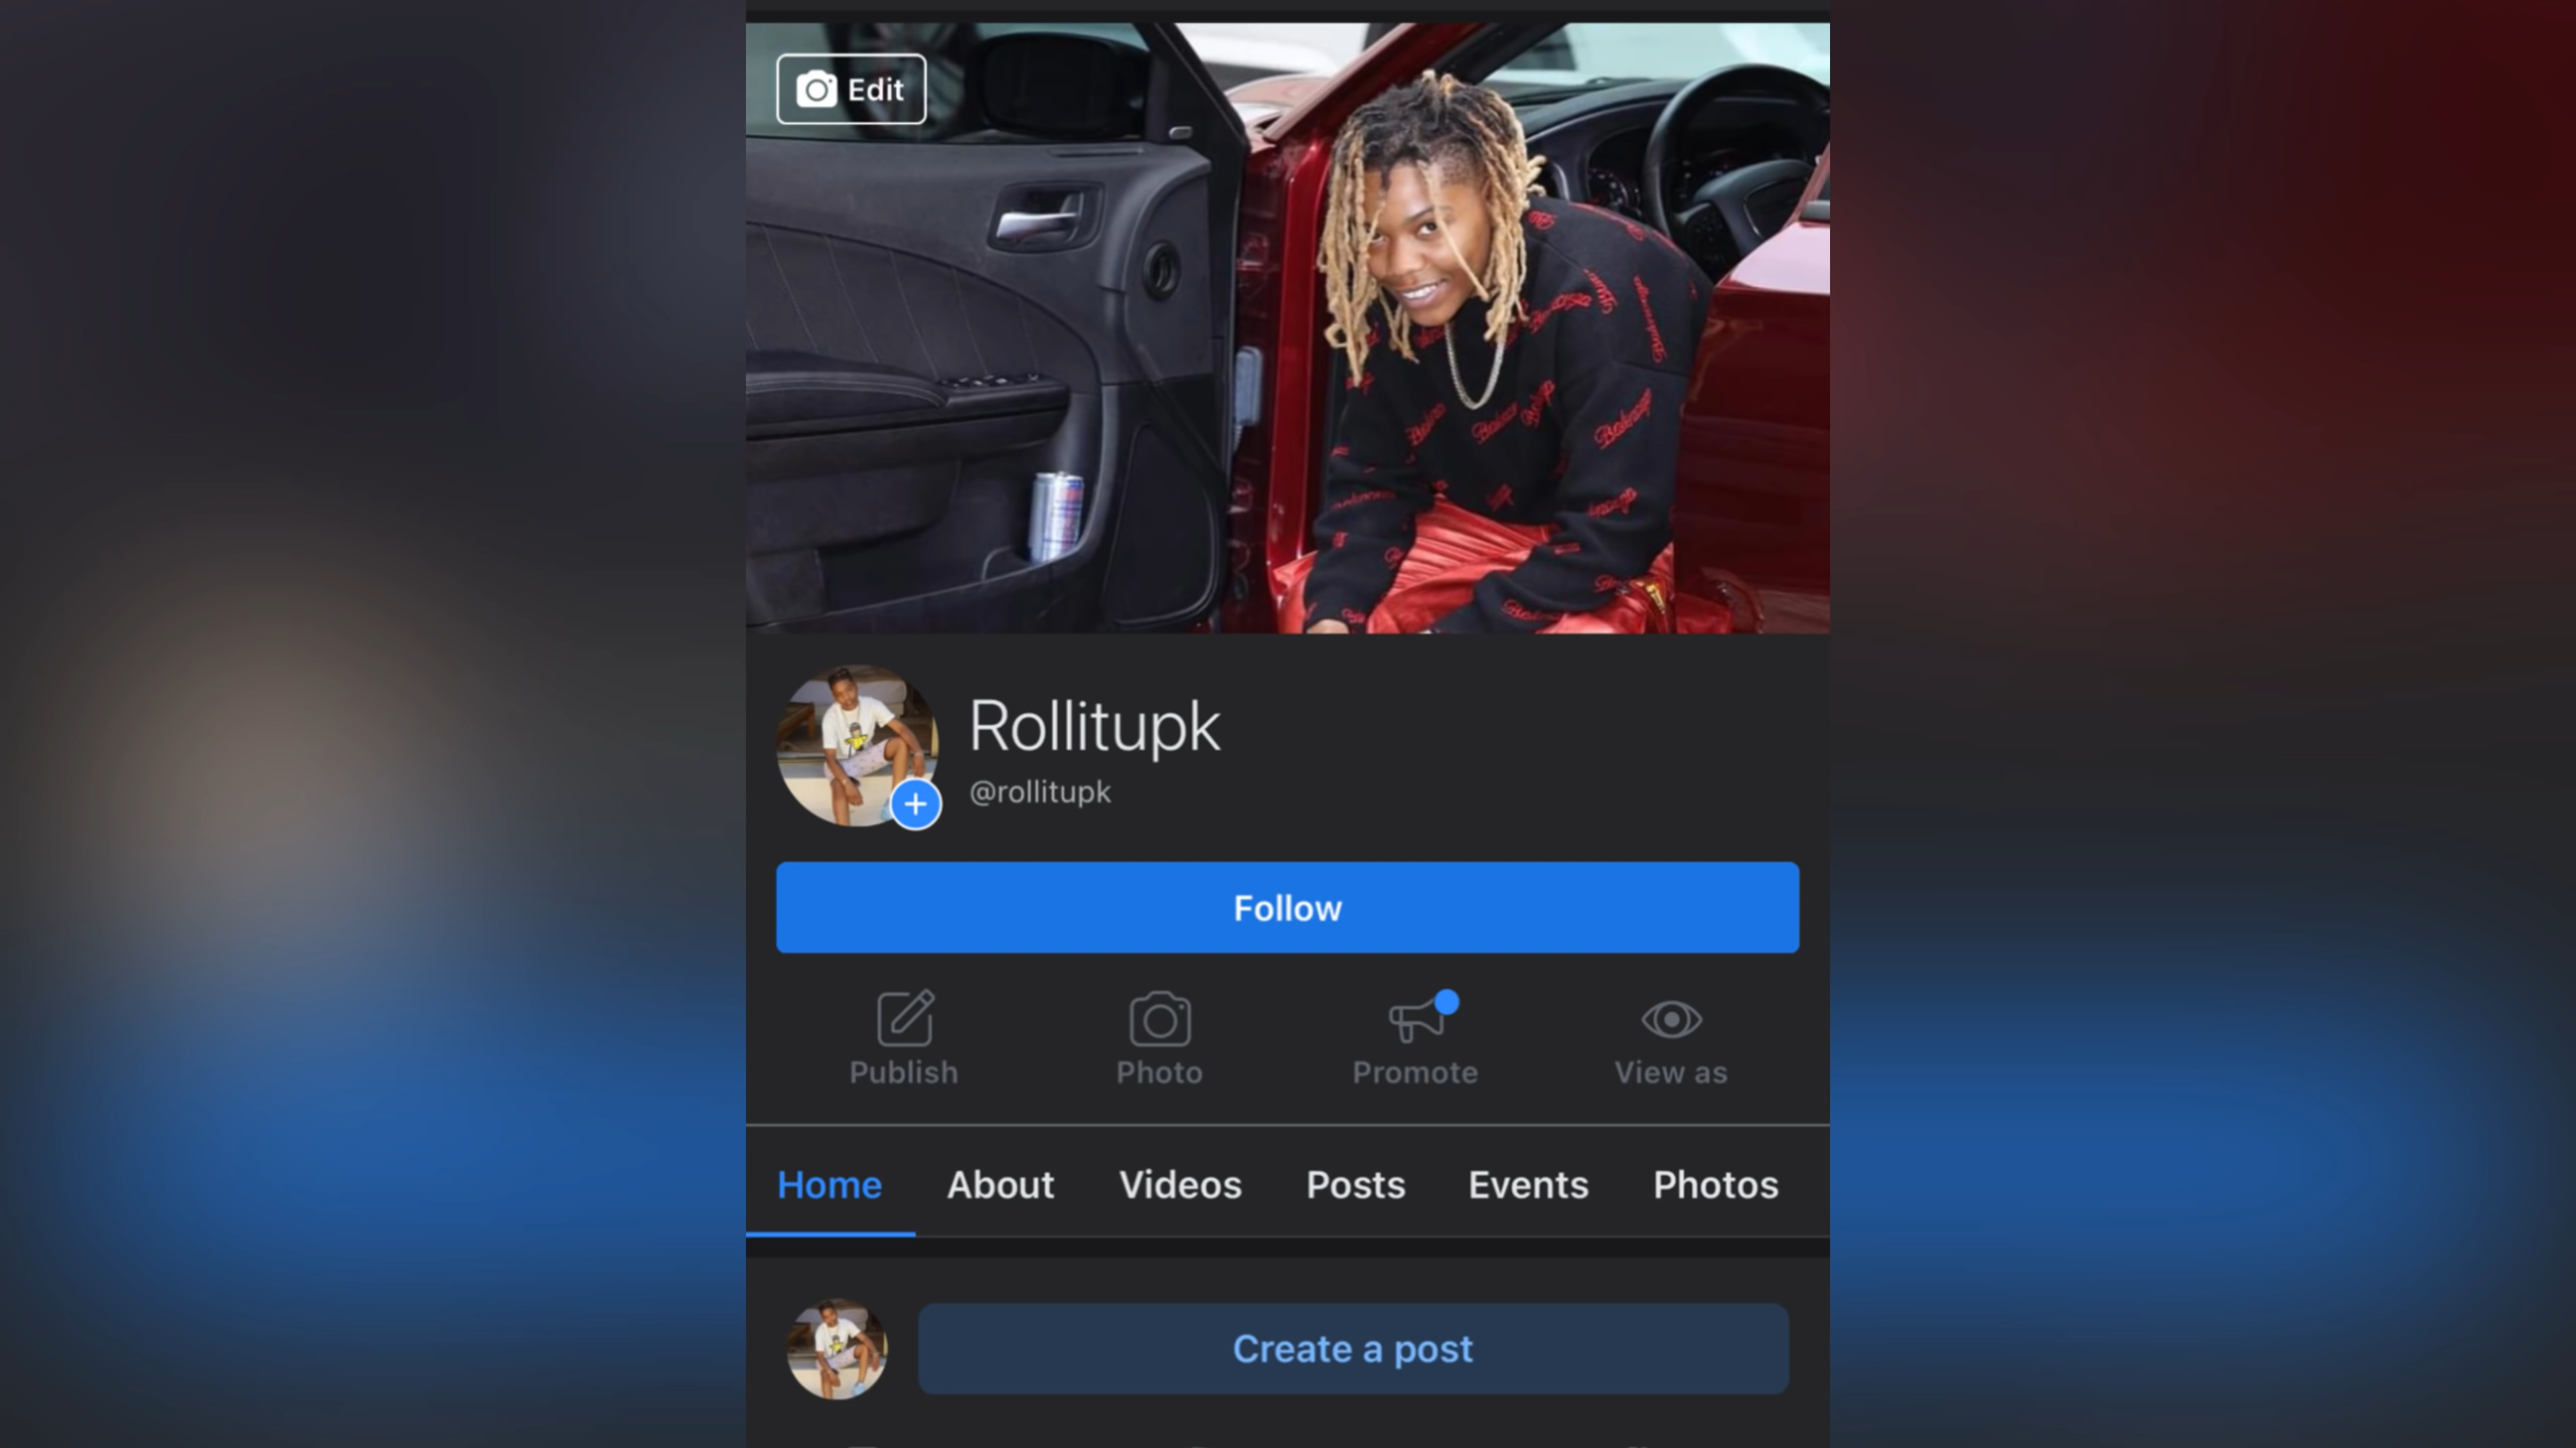 Edit
Rollitupk
@rollitupk
Follow
Publish
Photo
Promote
View as
Home
About
Videos
Posts
Events
Photos
Create a post